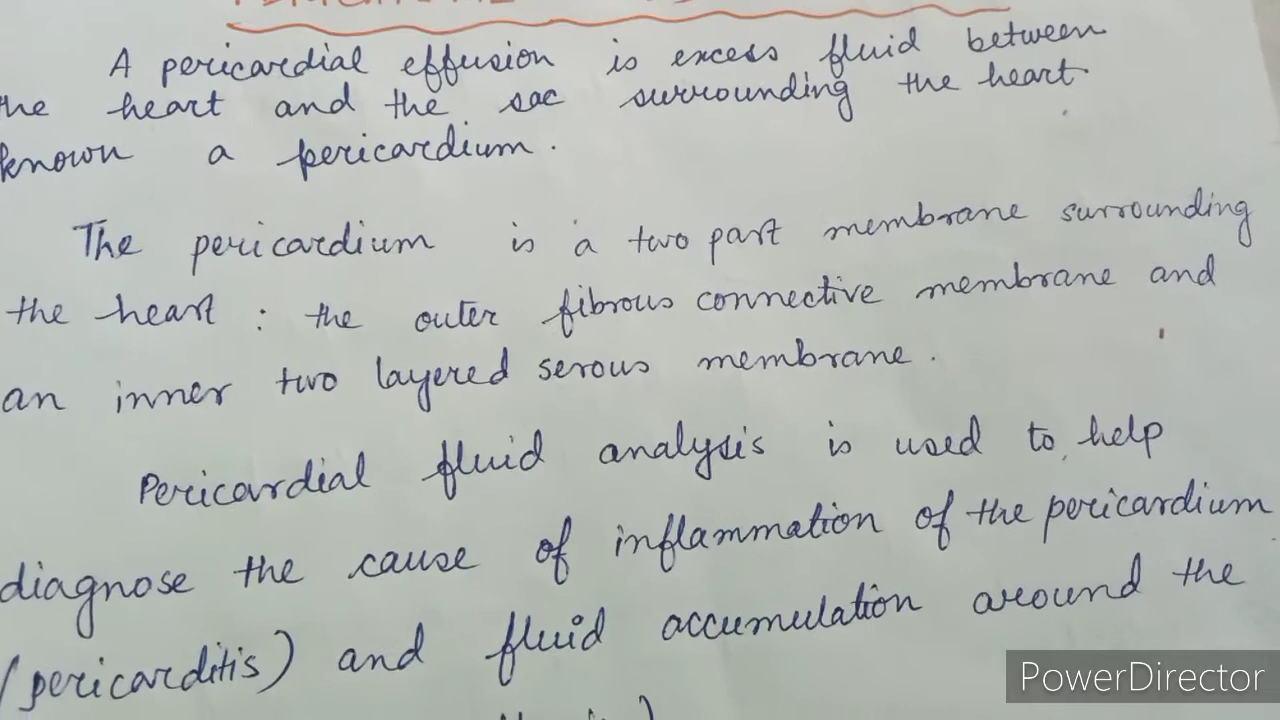 A pericardial effusion is excess fluid between
the heart and the sac surrounding the heart
known a pericardium.
The pericardium is a two part membrane surrounding
the heart : the outer fibrous connective membrane and
an inner two layered serous membrane.
Pericardial fluid analysis is used to help
diagnose the cause of inflammation of the pericardium
(pericarditis) and fluid accumulation around the
PowerDirector